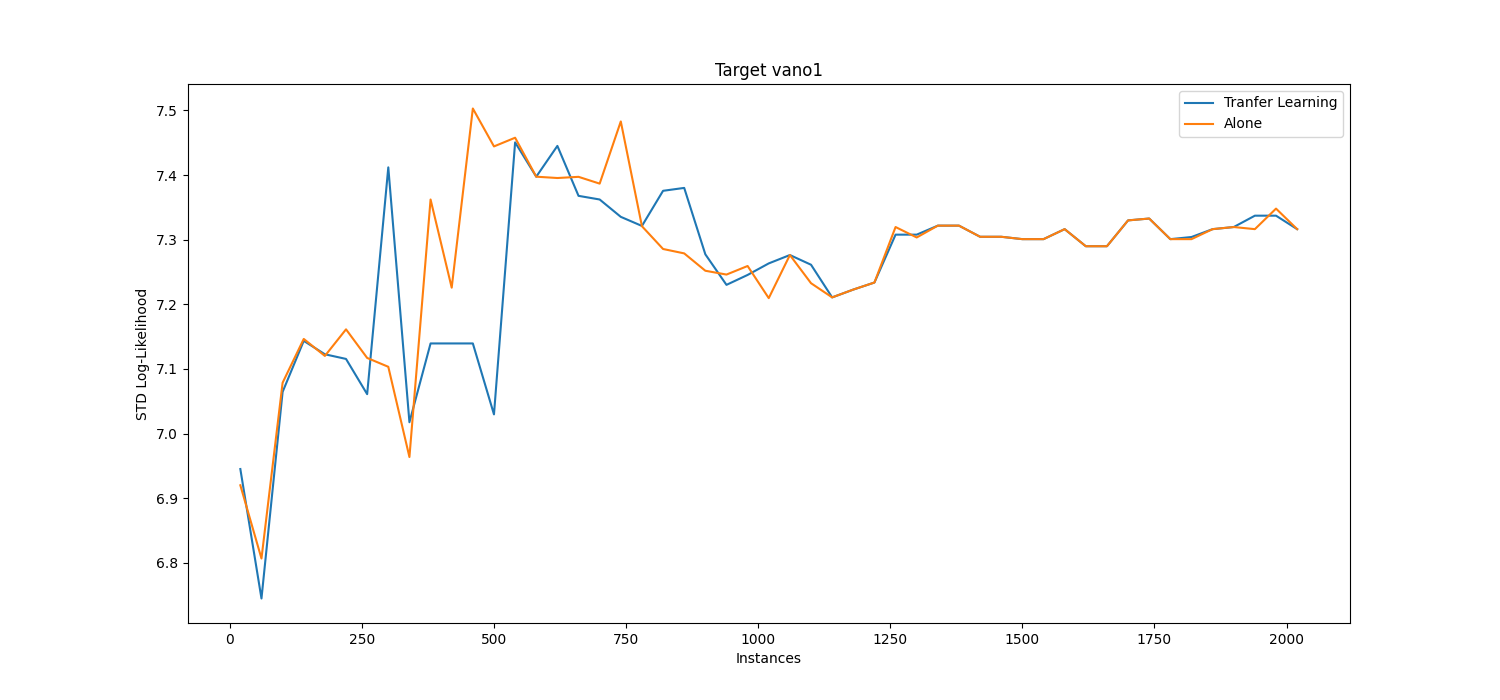 Target vano1
Tranfer Learning
Alone
STD Log-Likelihood
7.5
7.4
7.3
7.2
7.1
7.0
6.9
6.8
0 250 500 750 1000 1250 1500 1750 2000
Instances